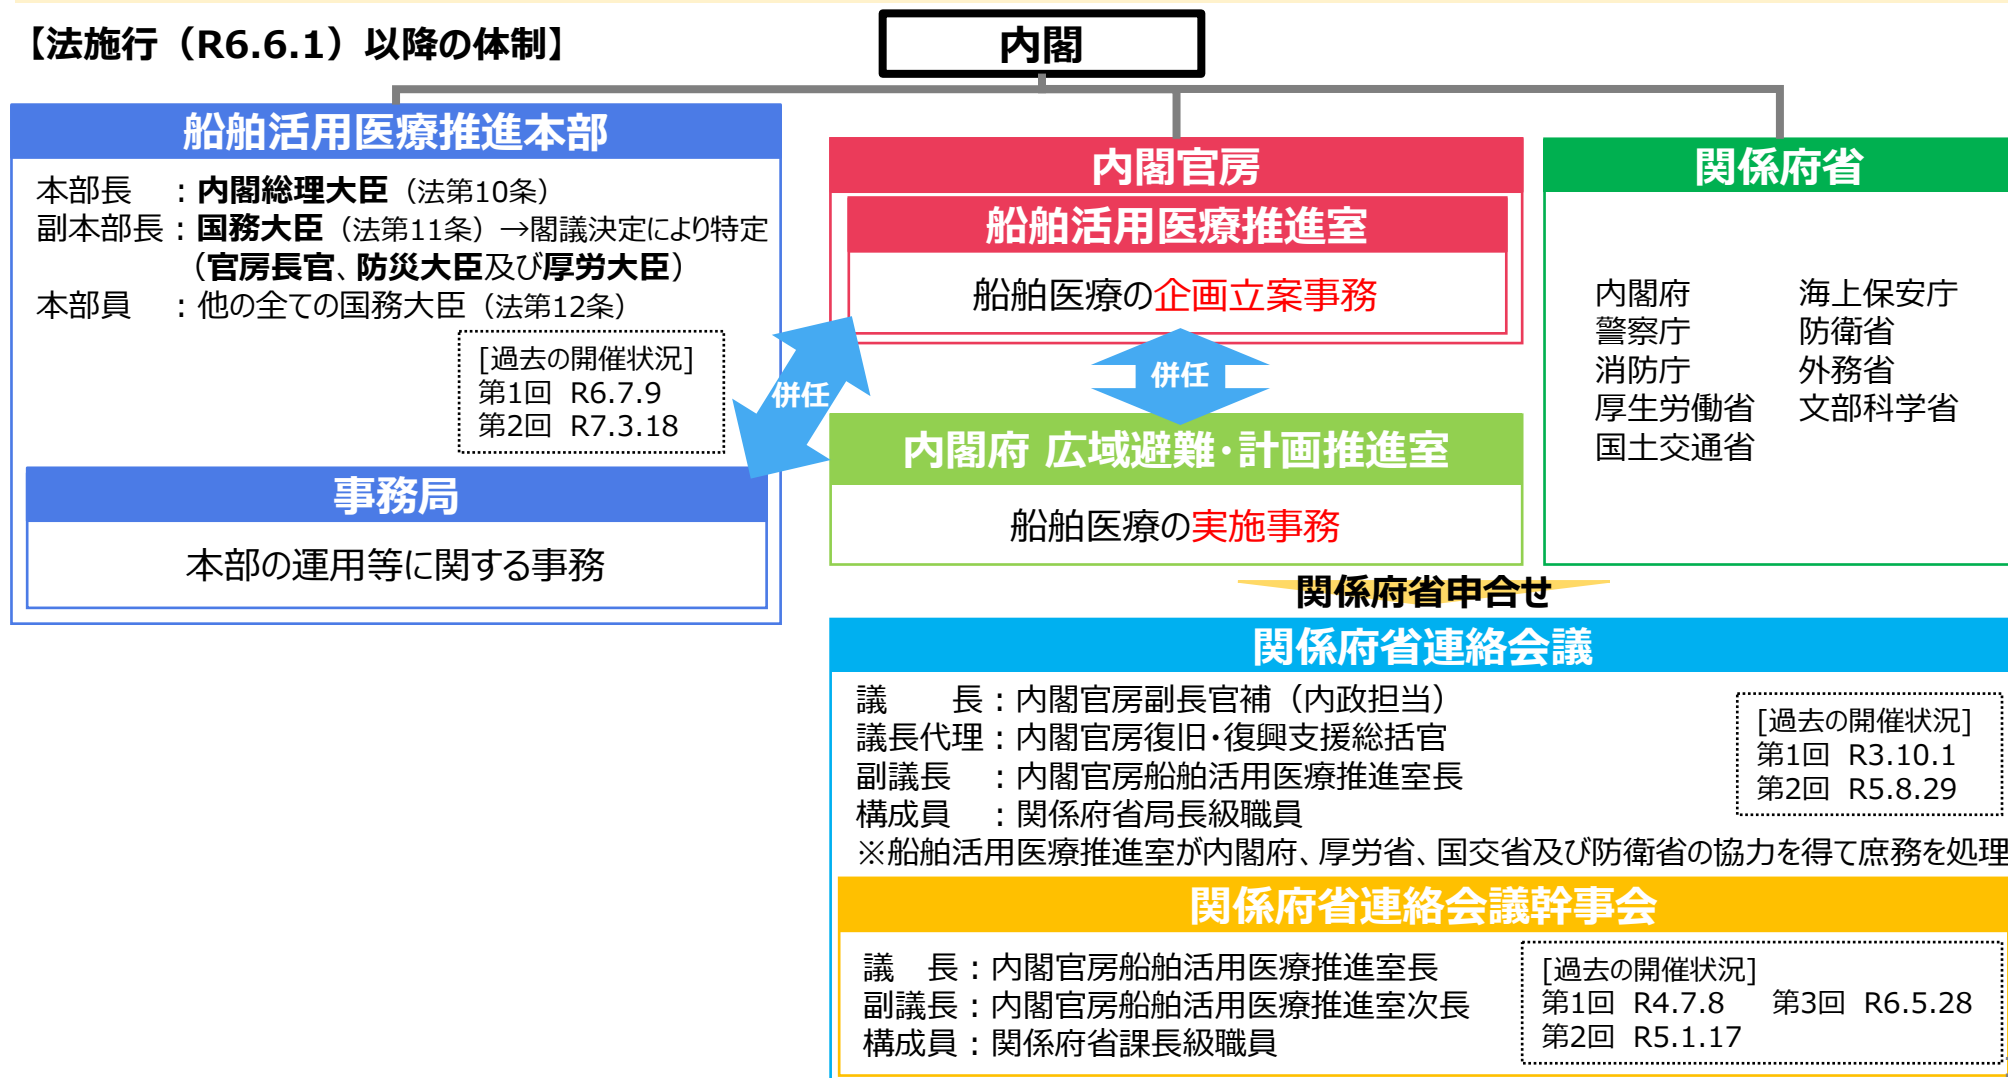 【法施行（R6.6.1）以降の体制】
内閣
船舶活用医療推進本部
本部長　：内閣総理大臣（法第10条）
副本部長：国務大臣（法第11条）→閣議決定により特定
（官房長官、防災大臣及び厚労大臣）
本部員　：他の全ての国務大臣（法第12条）
[過去の開催状況]
第1回 R6.7.9
第2回 R7.3.18
事務局
本部の運用等に関する事務
併任
内閣官房
船舶活用医療推進室
船舶医療の企画立案事務
併任
内閣府 広域避難・計画推進室
船舶医療の実施事務
関係府省
内閣府　海上保安庁
警察庁　防衛省
消防庁　外務省
厚生労働省　文部科学省
国土交通省
関係府省申合せ
関係府省連絡会議
議　　長：内閣官房副長官補（内政担当）
議長代理：内閣官房復旧・復興支援総括官
副議長　：内閣官房船舶活用医療推進室長
構成員　：関係府省局長級職員
※船舶活用医療推進室が内閣府、厚労省、国交省及び防衛省の協力を得て庶務を処理
[過去の開催状況]
第1回 R3.10.1
第2回 R5.8.29
関係府省連絡会議幹事会
議　長：内閣官房船舶活用医療推進室長
副議長：内閣官房船舶活用医療推進室次長
構成員：関係府省課長級職員
[過去の開催状況]
第1回 R4.7.8　第3回 R6.5.28
第2回 R5.1.17